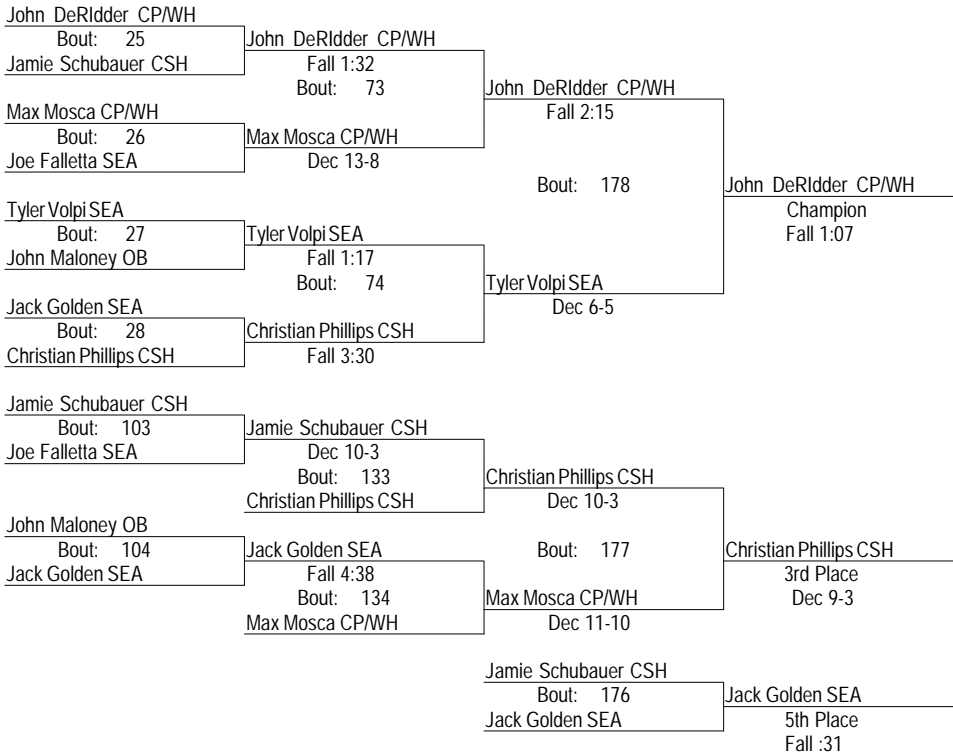 John DeRIdder CP/WH
Bout: 25
Jamie Schubauer CSH
John DeRIdder CP/WH
Fall 1:32
Bout: 73
Max Mosca CP/WH
Bout: 26
Joe Falletta SEA
Max Mosca CP/WH
Dec 13-8
John DeRIdder CP/WH
Fall 2:15
Bout: 178
John DeRIdder CP/WH
Champion
Fall 1:07
Tyler Volpi SEA
Bout: 27
John Maloney OB
Tyler Volpi SEA
Fall 1:17
Bout: 74
Tyler Volpi SEA
Dec 6-5
Jack Golden SEA
Bout: 28
Christian Phillips CSH
Christian Phillips CSH
Fall 3:30
Jamie Schubauer CSH
Bout: 103
Joe Falletta SEA
Jamie Schubauer CSH
Dec 10-3
Bout: 133
Christian Phillips CSH
Christian Phillips CSH
Dec 10-3
John Maloney OB
Bout: 104
Jack Golden SEA
Jack Golden SEA
Fall 4:38
Bout: 134
Max Mosca CP/WH
Bout: 177
Max Mosca CP/WH
Dec 11-10
Christian Phillips CSH
3rd Place
Dec 9-3
Jamie Schubauer CSH
Bout: 176
Jack Golden SEA
Jack Golden SEA
5th Place
Fall :31